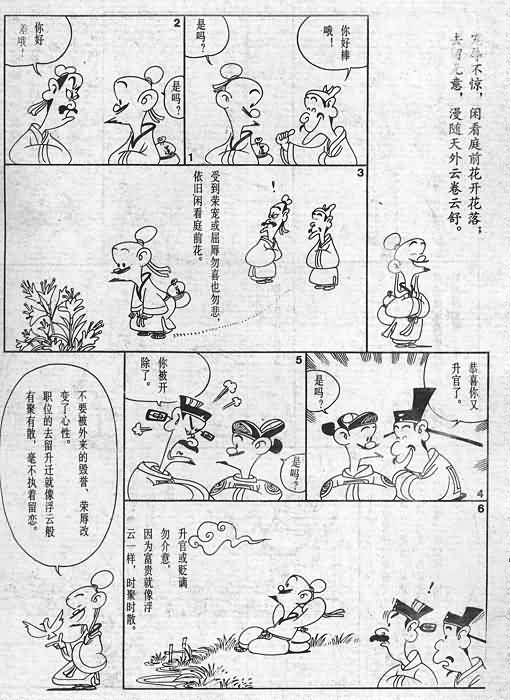 不惊，闲看庭前花开花落；
去留无意，漫随天外云卷云舒。
你好棒
哦！
是吗？
1
2
你好
差哦！
是吗？
3
！
受到荣宠或屈辱勿喜也勿悲，
依旧闲看庭前花。
恭喜你又
升官了。
是吗？
4
5
你被开
除了。
是吗？
6
！
升官或贬谪
勿介意，
因为富贵就像浮
云一样，时聚时散。
不要被外来的毁誉、荣辱改
变了心性。
职位的去留升迁就像浮云般
有聚有散，毫不执着留恋。